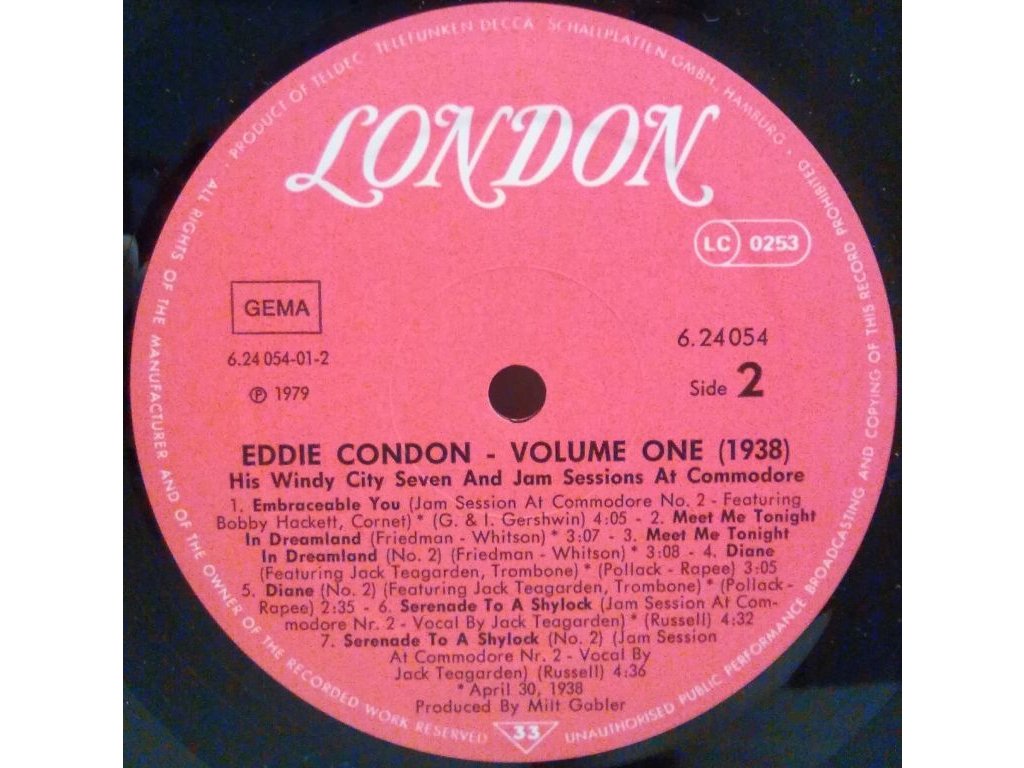 PRODUCT OF TELDEC · TELEFUNKEN DECCA · SCHALLPLATTEN GMBH, HAMBURG ·
LONDON
LC 0253
GEMA
6.24054
6.24 054-01-2
Side 2
Ⓟ 1979
EDDIE CONDON - VOLUME ONE (1938)
His Windy City Seven And Jam Sessions At Commodore
1. Embraceable You (Jam Session At Commodore No. 2 - Featuring
Bobby Hackett, Cornet) * (G. & I. Gershwin) 4:05 - 2. Meet Me Tonight
In Dreamland (Friedman - Whitson) * 3:07 - 3. Meet Me Tonight
In Dreamland (No. 2) (Friedman - Whitson) * 3:08 - 4. Diane
(Featuring Jack Teagarden, Trombone) * (Pollack - Rapee) 3:05
5. Diane (No. 2) (Featuring Jack Teagarden, Trombone) * (Pollack -
Rapee) 2:35 - 6. Serenade To A Shylock (Jam Session At Com-
modore Nr. 2 - Vocal By Jack Teagarden) * (Russell) 4:32
7. Serenade To A Shylock (No. 2) (Jam Session
At Commodore Nr. 2 - Vocal By
Jack Teagarden) (Russell) 4:36
* April 30, 1938
Produced By Milt Gabler
33
ALL RIGHTS OF THE MANUFACTURER AND OF THE OWNER OF THE RECORDED WORK RESERVED
UNAUTHORISED PUBLIC PERFORMANCE BROADCASTING AND COPYING OF THIS RECORD PROHIBITED